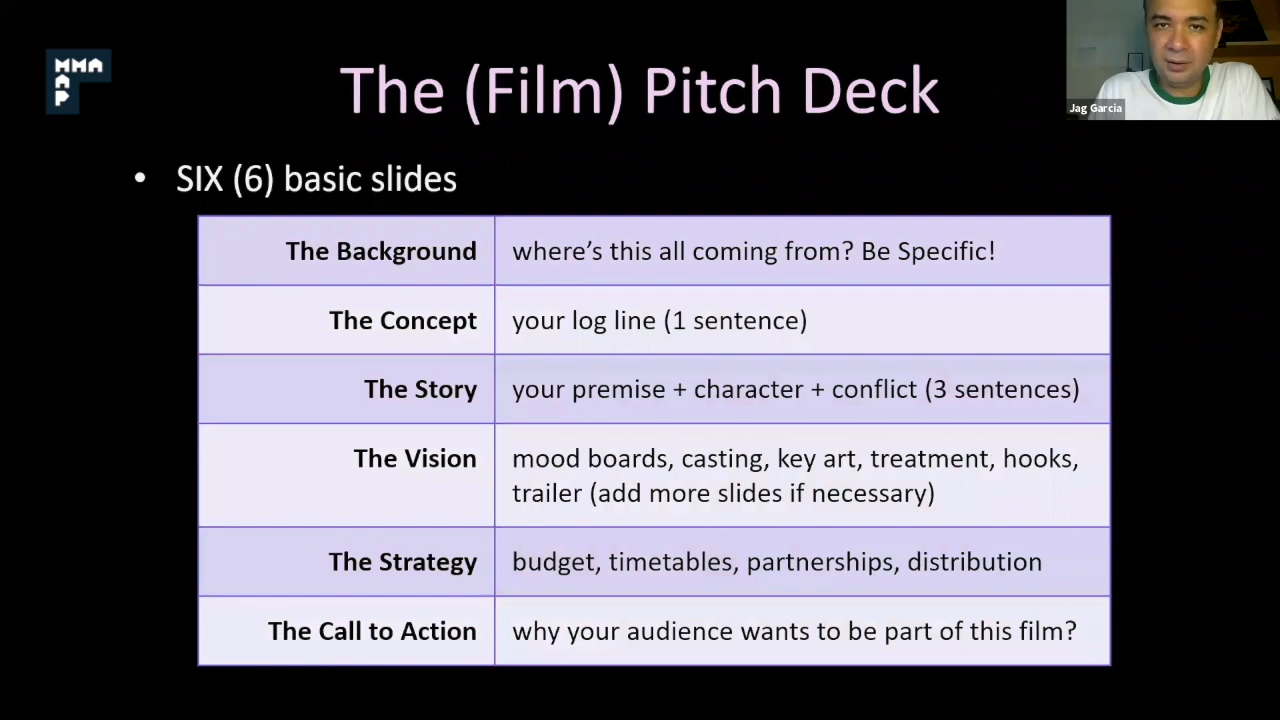 MMA
A
P
The (Film) Pitch Deck
Jag Garcia
• SIX (6) basic slides
The Background where's this all coming from? Be Specific!
The Concept your log line (1 sentence)
The Story your premise + character + conflict (3 sentences)
The Vision mood boards, casting, key art, treatment, hooks,
trailer (add more slides if necessary)
The Strategy budget, timetables, partnerships, distribution
The Call to Action why your audience wants to be part of this film?